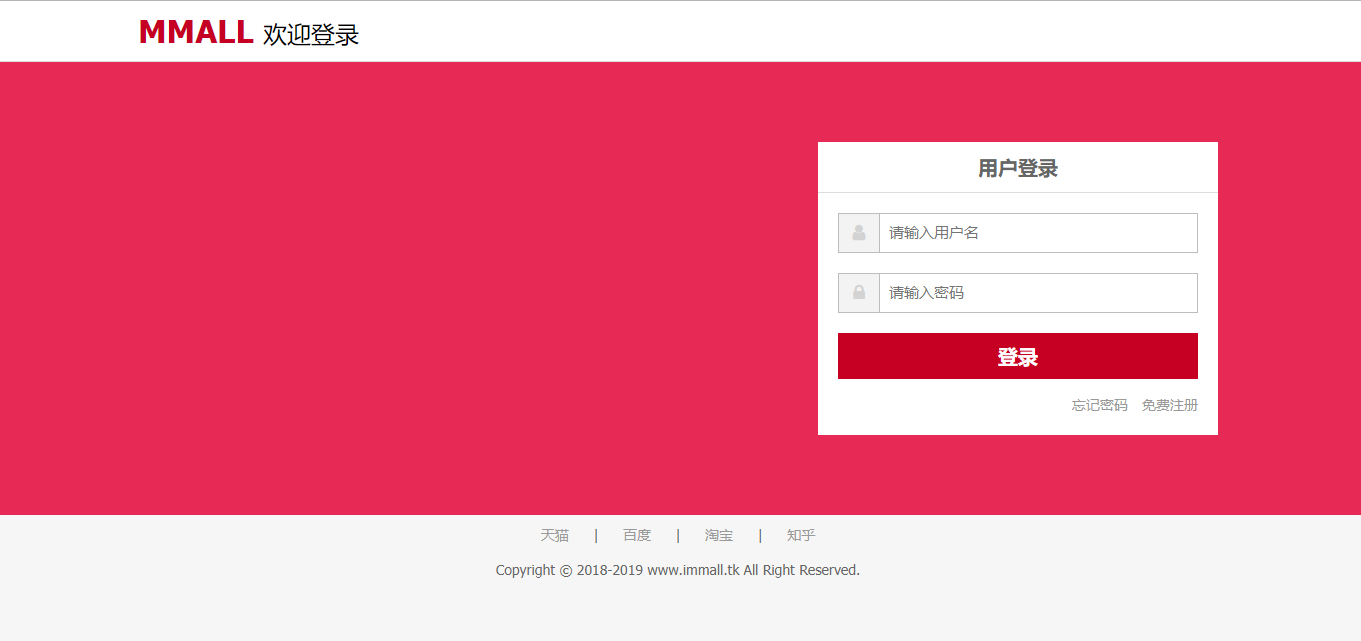 MMALL 欢迎登录
用户登录
请输入用户名
请输入密码
登录
忘记密码 免费注册
天猫 | 百度 | 淘宝 | 知乎
Copyright © 2018-2019 www.immall.tk All Right Reserved.